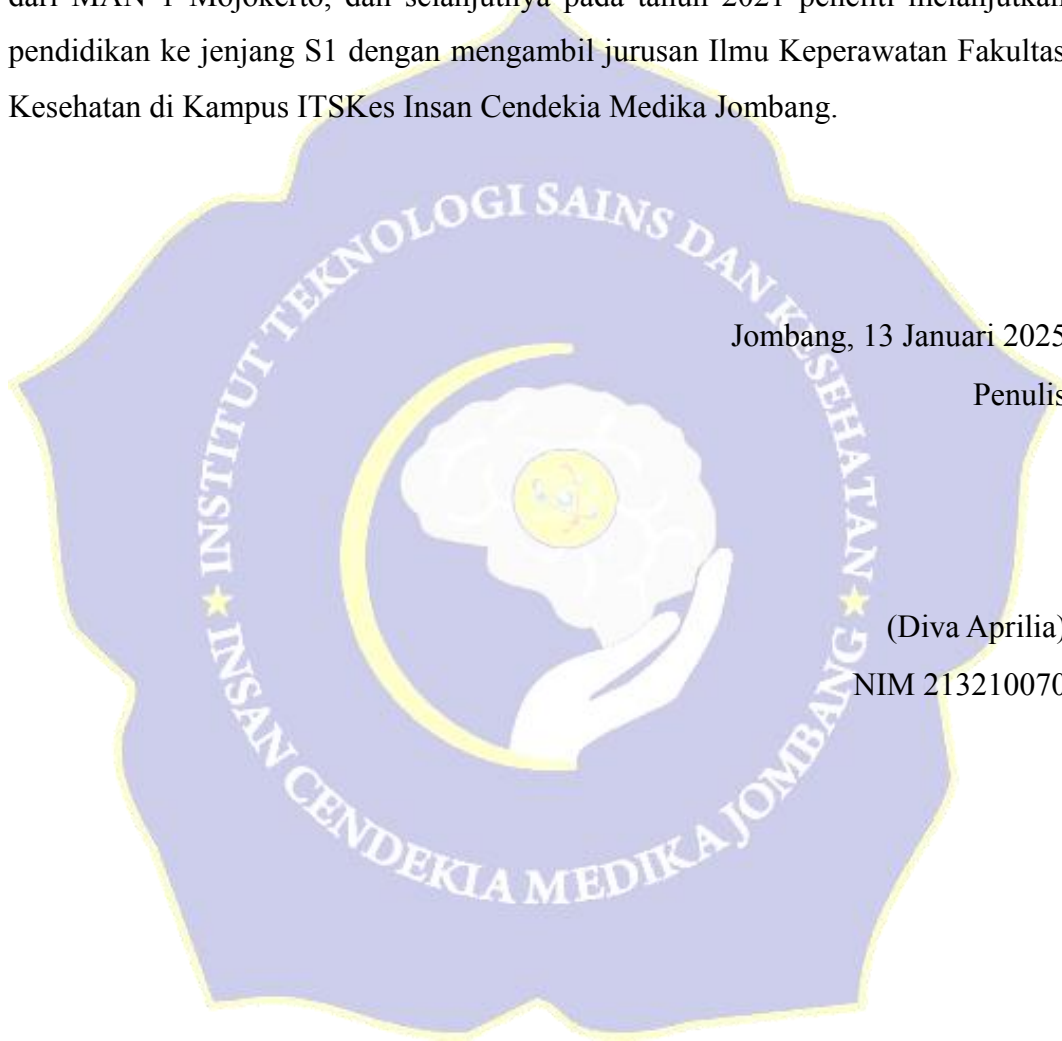 dari MAN 1 Mojokerto, dan selanjutnya pada tahun 2021 peneliti melanjutkan
pendidikan ke jenjang S1 dengan mengambil jurusan Ilmu Keperawatan Fakultas
Kesehatan di Kampus ITSKes Insan Cendekia Medika Jombang.
INSTITUT TEKNOLOGI SAINS DAN KESEHATAN
Jombang, 13 Januari 2025
Penulis
(Diva Aprilia)
NIM 213210070
INSAN CENDEKIA MEDIKA JOMBANG